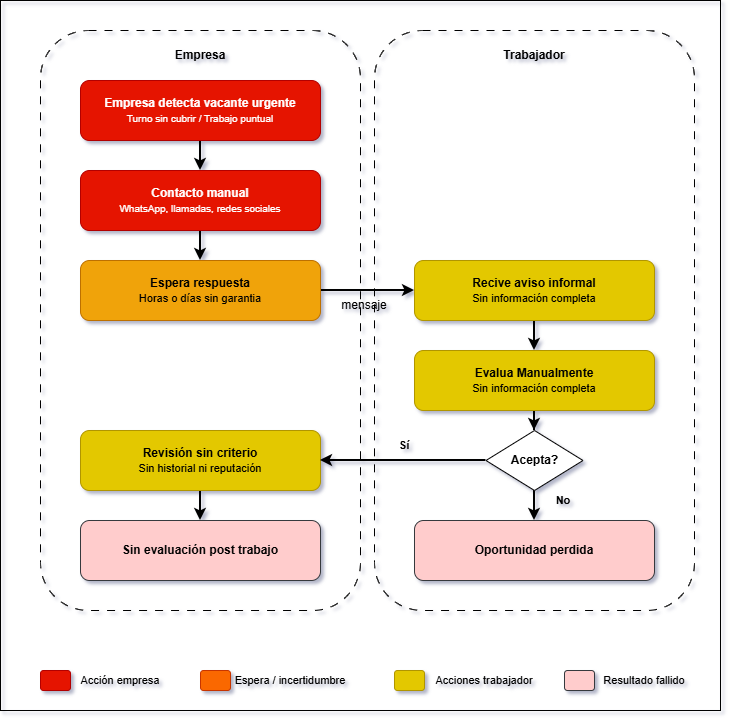 Empresa
Trabajador
Empresa detecta vacante urgente
Turno sin cubrir / Trabajo puntual
Contacto manual
WhatsApp, llamadas, redes sociales
Espera respuesta
Horas o días sin garantia
mensaje
Recive aviso informal
Sin información completa
Evalua Manualmente
Sin información completa
Acepta?
Sí
No
Revisión sin criterio
Sin historial ni reputación
Sin evaluación post trabajo
Oportunidad perdida
Acción empresa
Espera / incertidumbre
Acciones trabajador
Resultado fallido